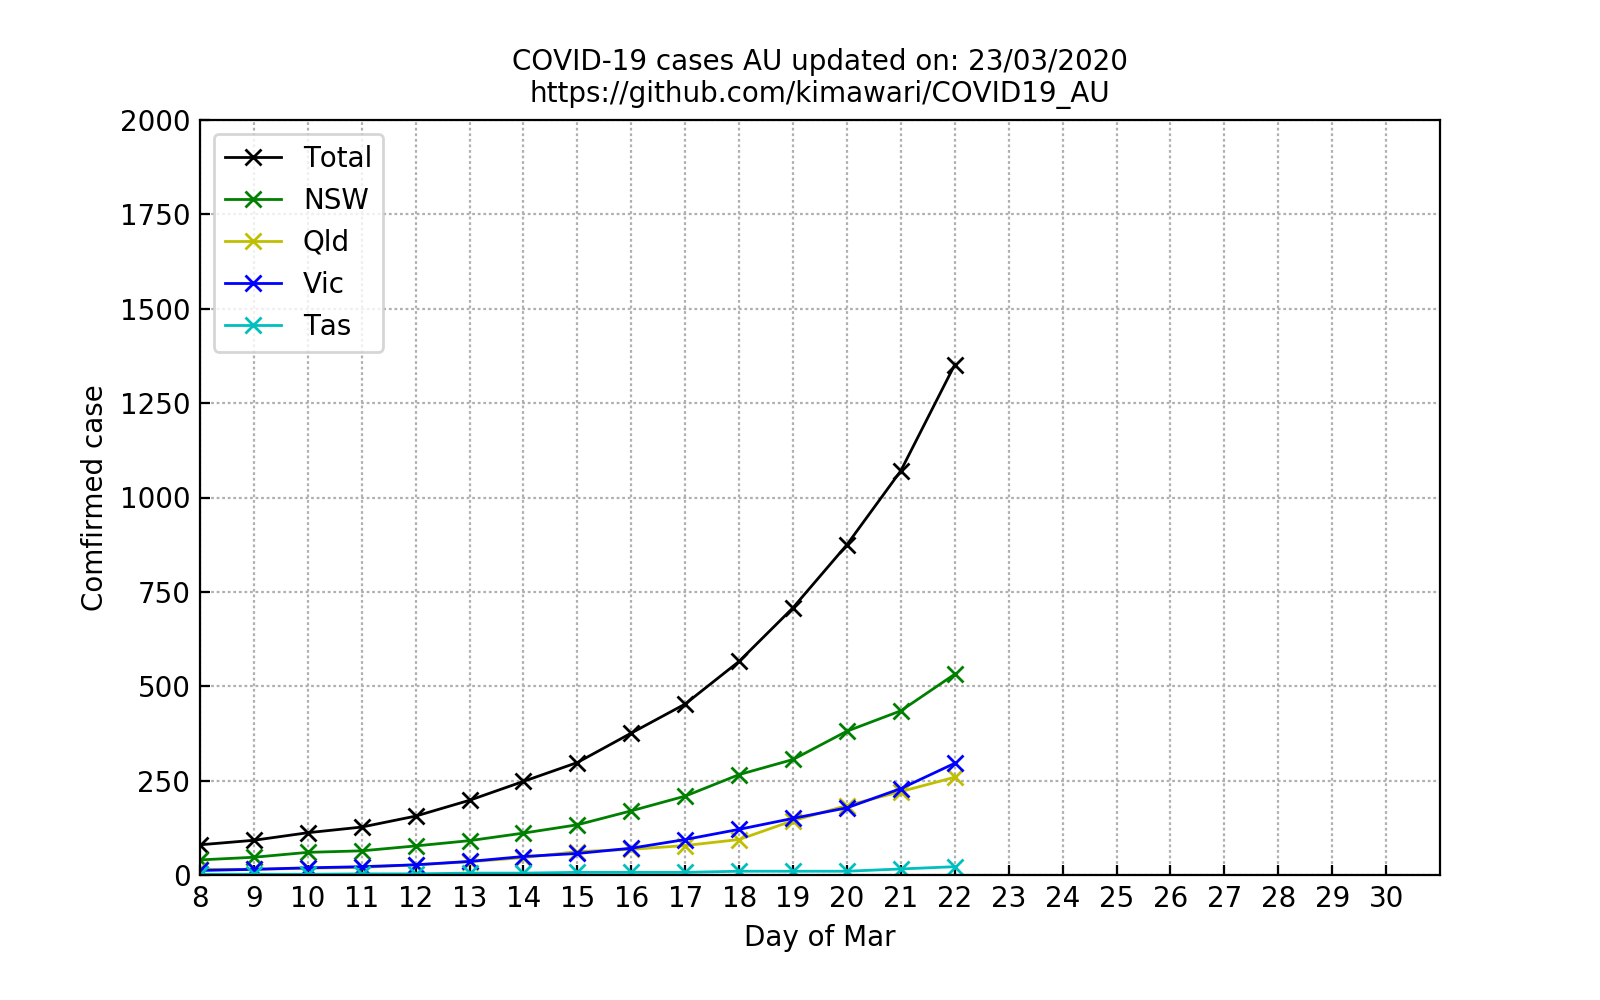 COVID-19 cases AU updated on: 23/03/2020
https://github.com/kimawari/COVID19_AU
2000
1750
1500
1250
1000
750
500
250
0
Comfirmed case
Total
NSW
Qld
Vic
Tas
8 9 10 11 12 13 14 15 16 17 18 19 20 21 22 23 24 25 26 27 28 29 30
Day of Mar